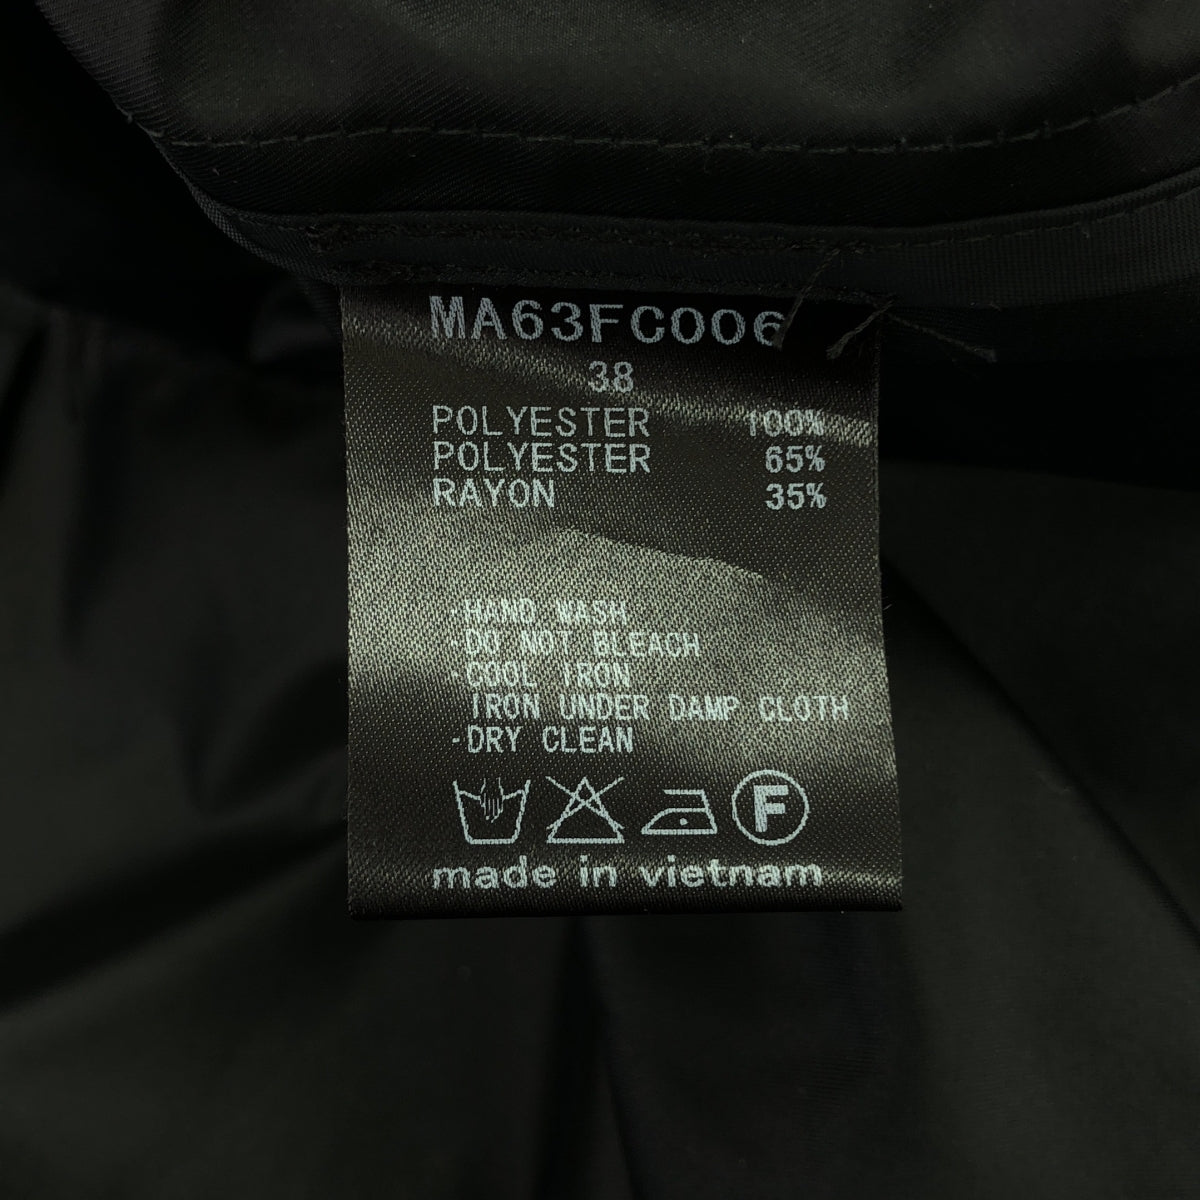 MA63FC006
38
POLYESTER 100%
POLYESTER 65%
RAYON 35%
·HAND WASH
·DO NOT BLEACH
·COOL IRON
IRON UNDER DAMP CLOTH
·DRY CLEAN
F
made in vietnam